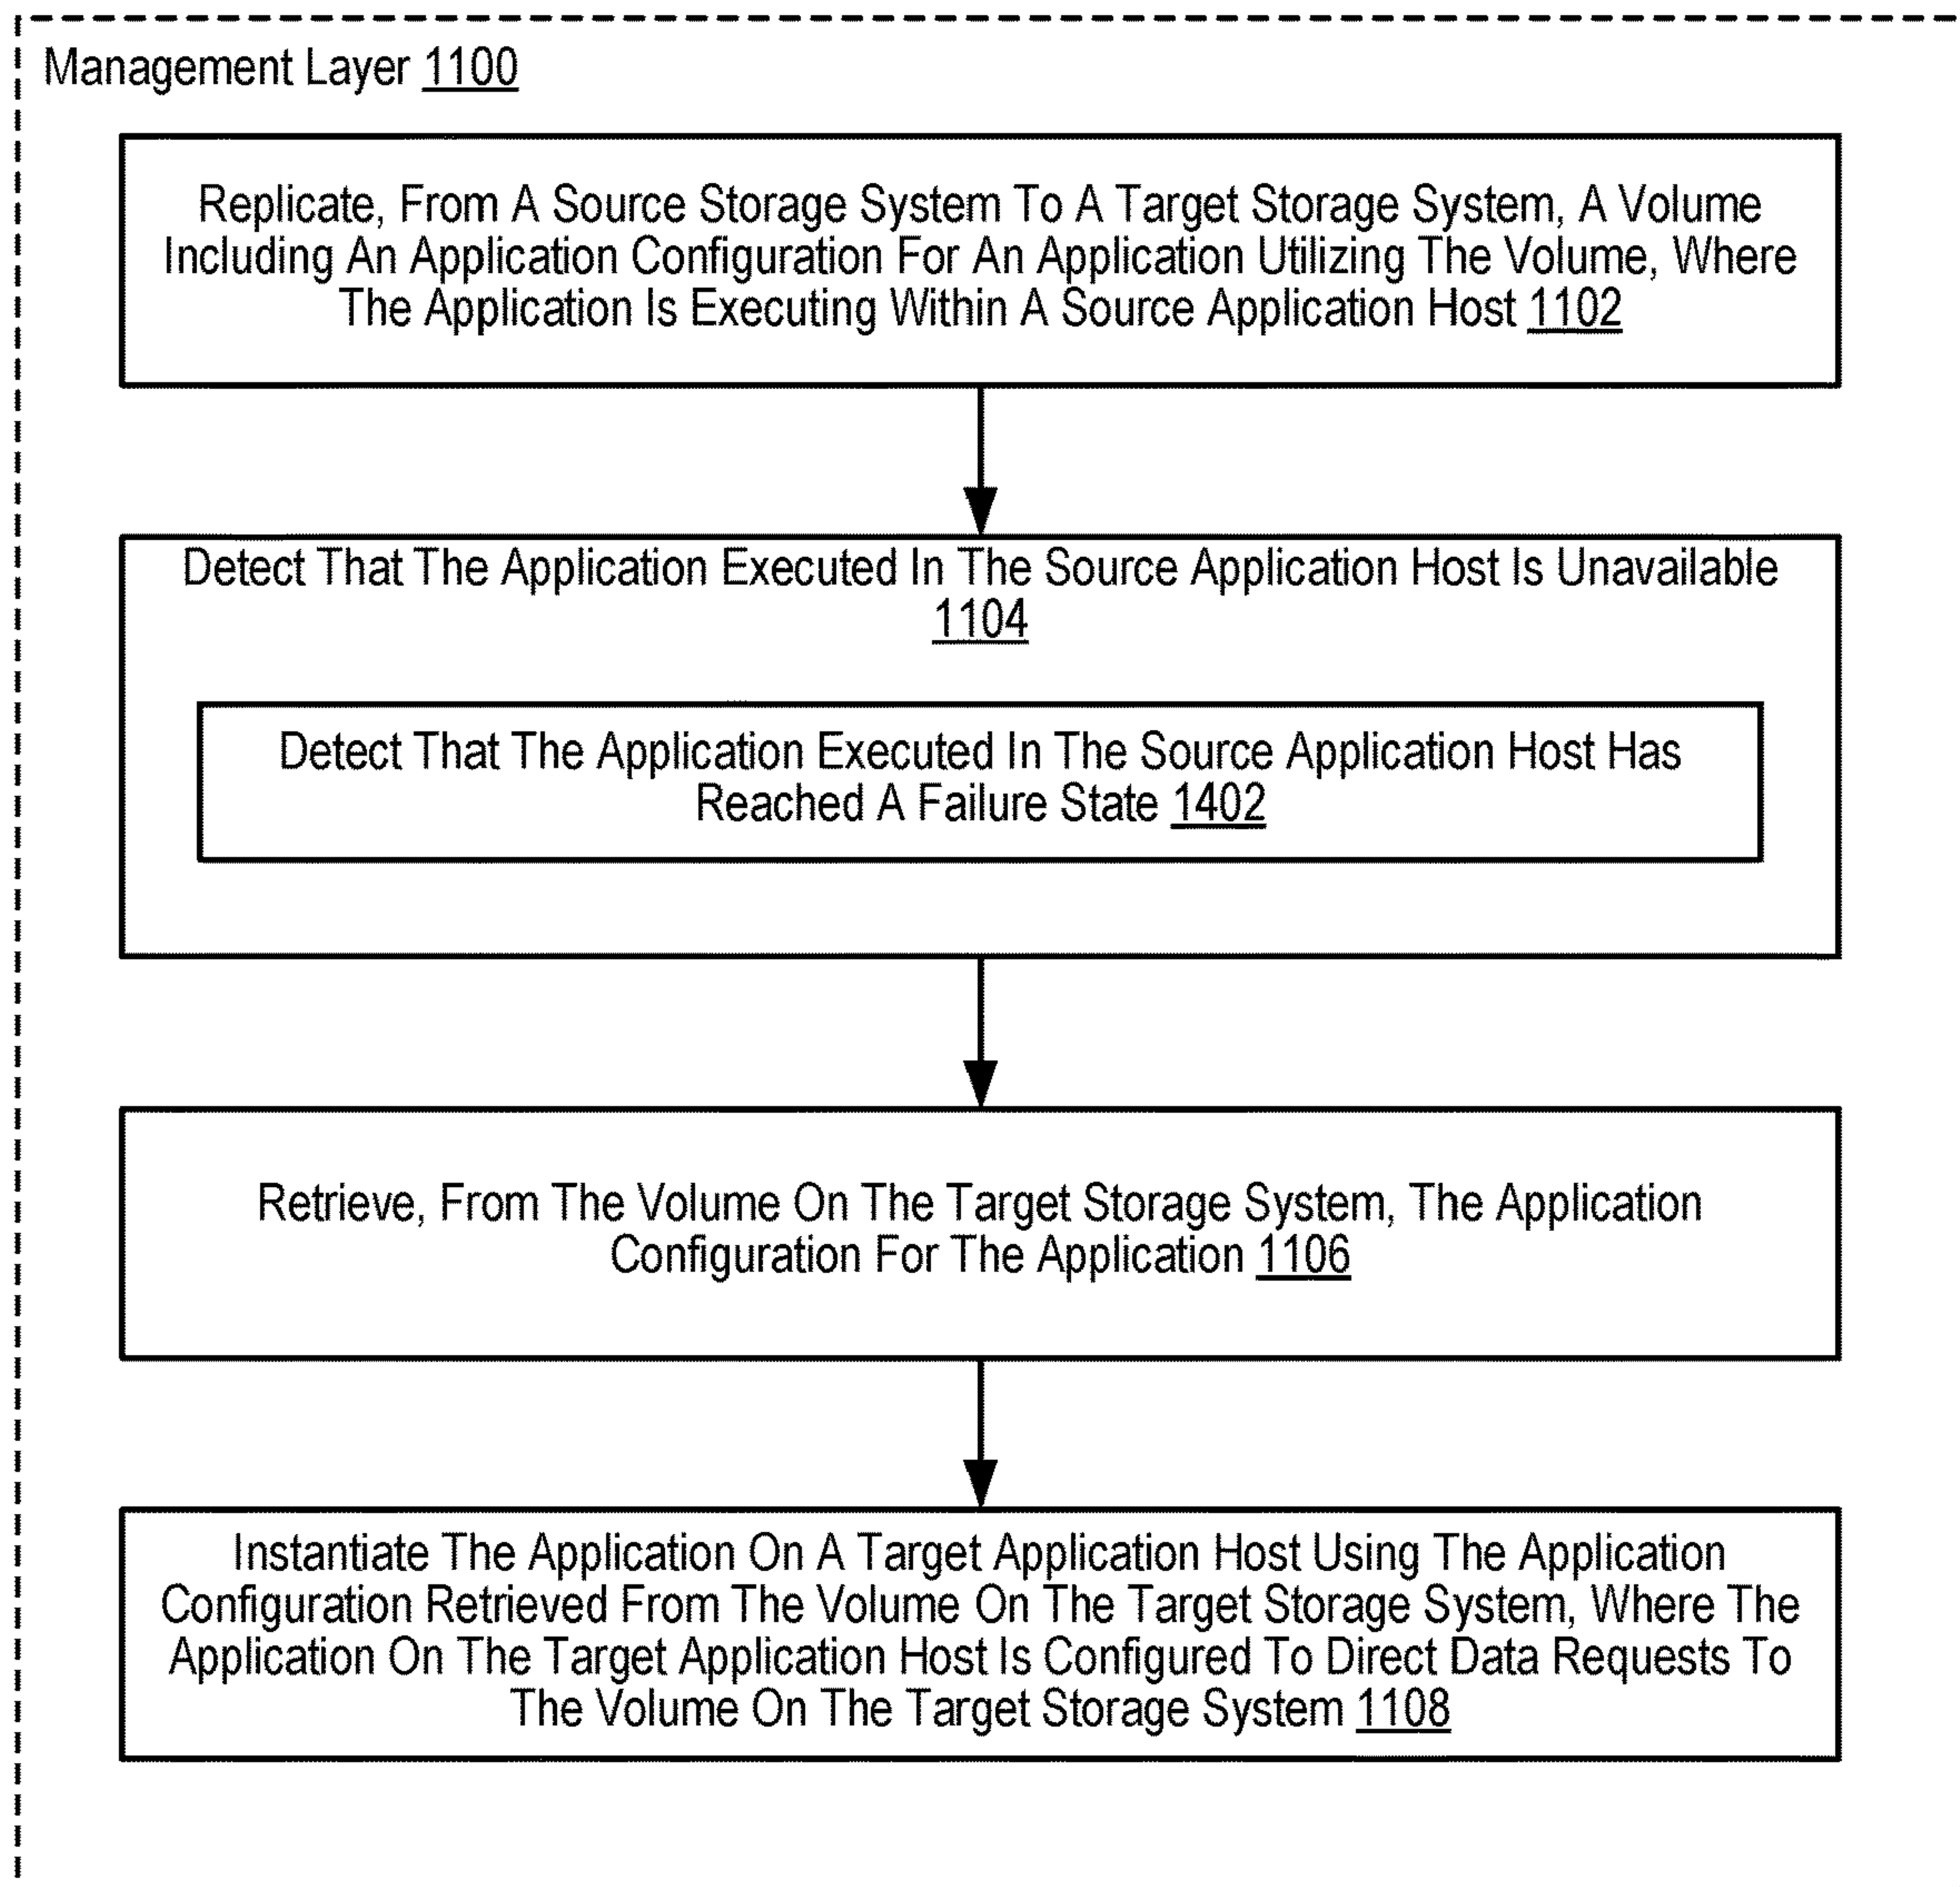 Management Layer 1100
Replicate, From A Source Storage System To A Target Storage System, A Volume
Including An Application Configuration For An Application Utilizing The Volume, Where
The Application Is Executing Within A Source Application Host 1102
Detect That The Application Executed In The Source Application Host Is Unavailable
1104
Detect That The Application Executed In The Source Application Host Has
Reached A Failure State 1402
Retrieve, From The Volume On The Target Storage System, The Application
Configuration For The Application 1106
Instantiate The Application On A Target Application Host Using The Application
Configuration Retrieved From The Volume On The Target Storage System, Where The
Application On The Target Application Host Is Configured To Direct Data Requests To
The Volume On The Target Storage System 1108